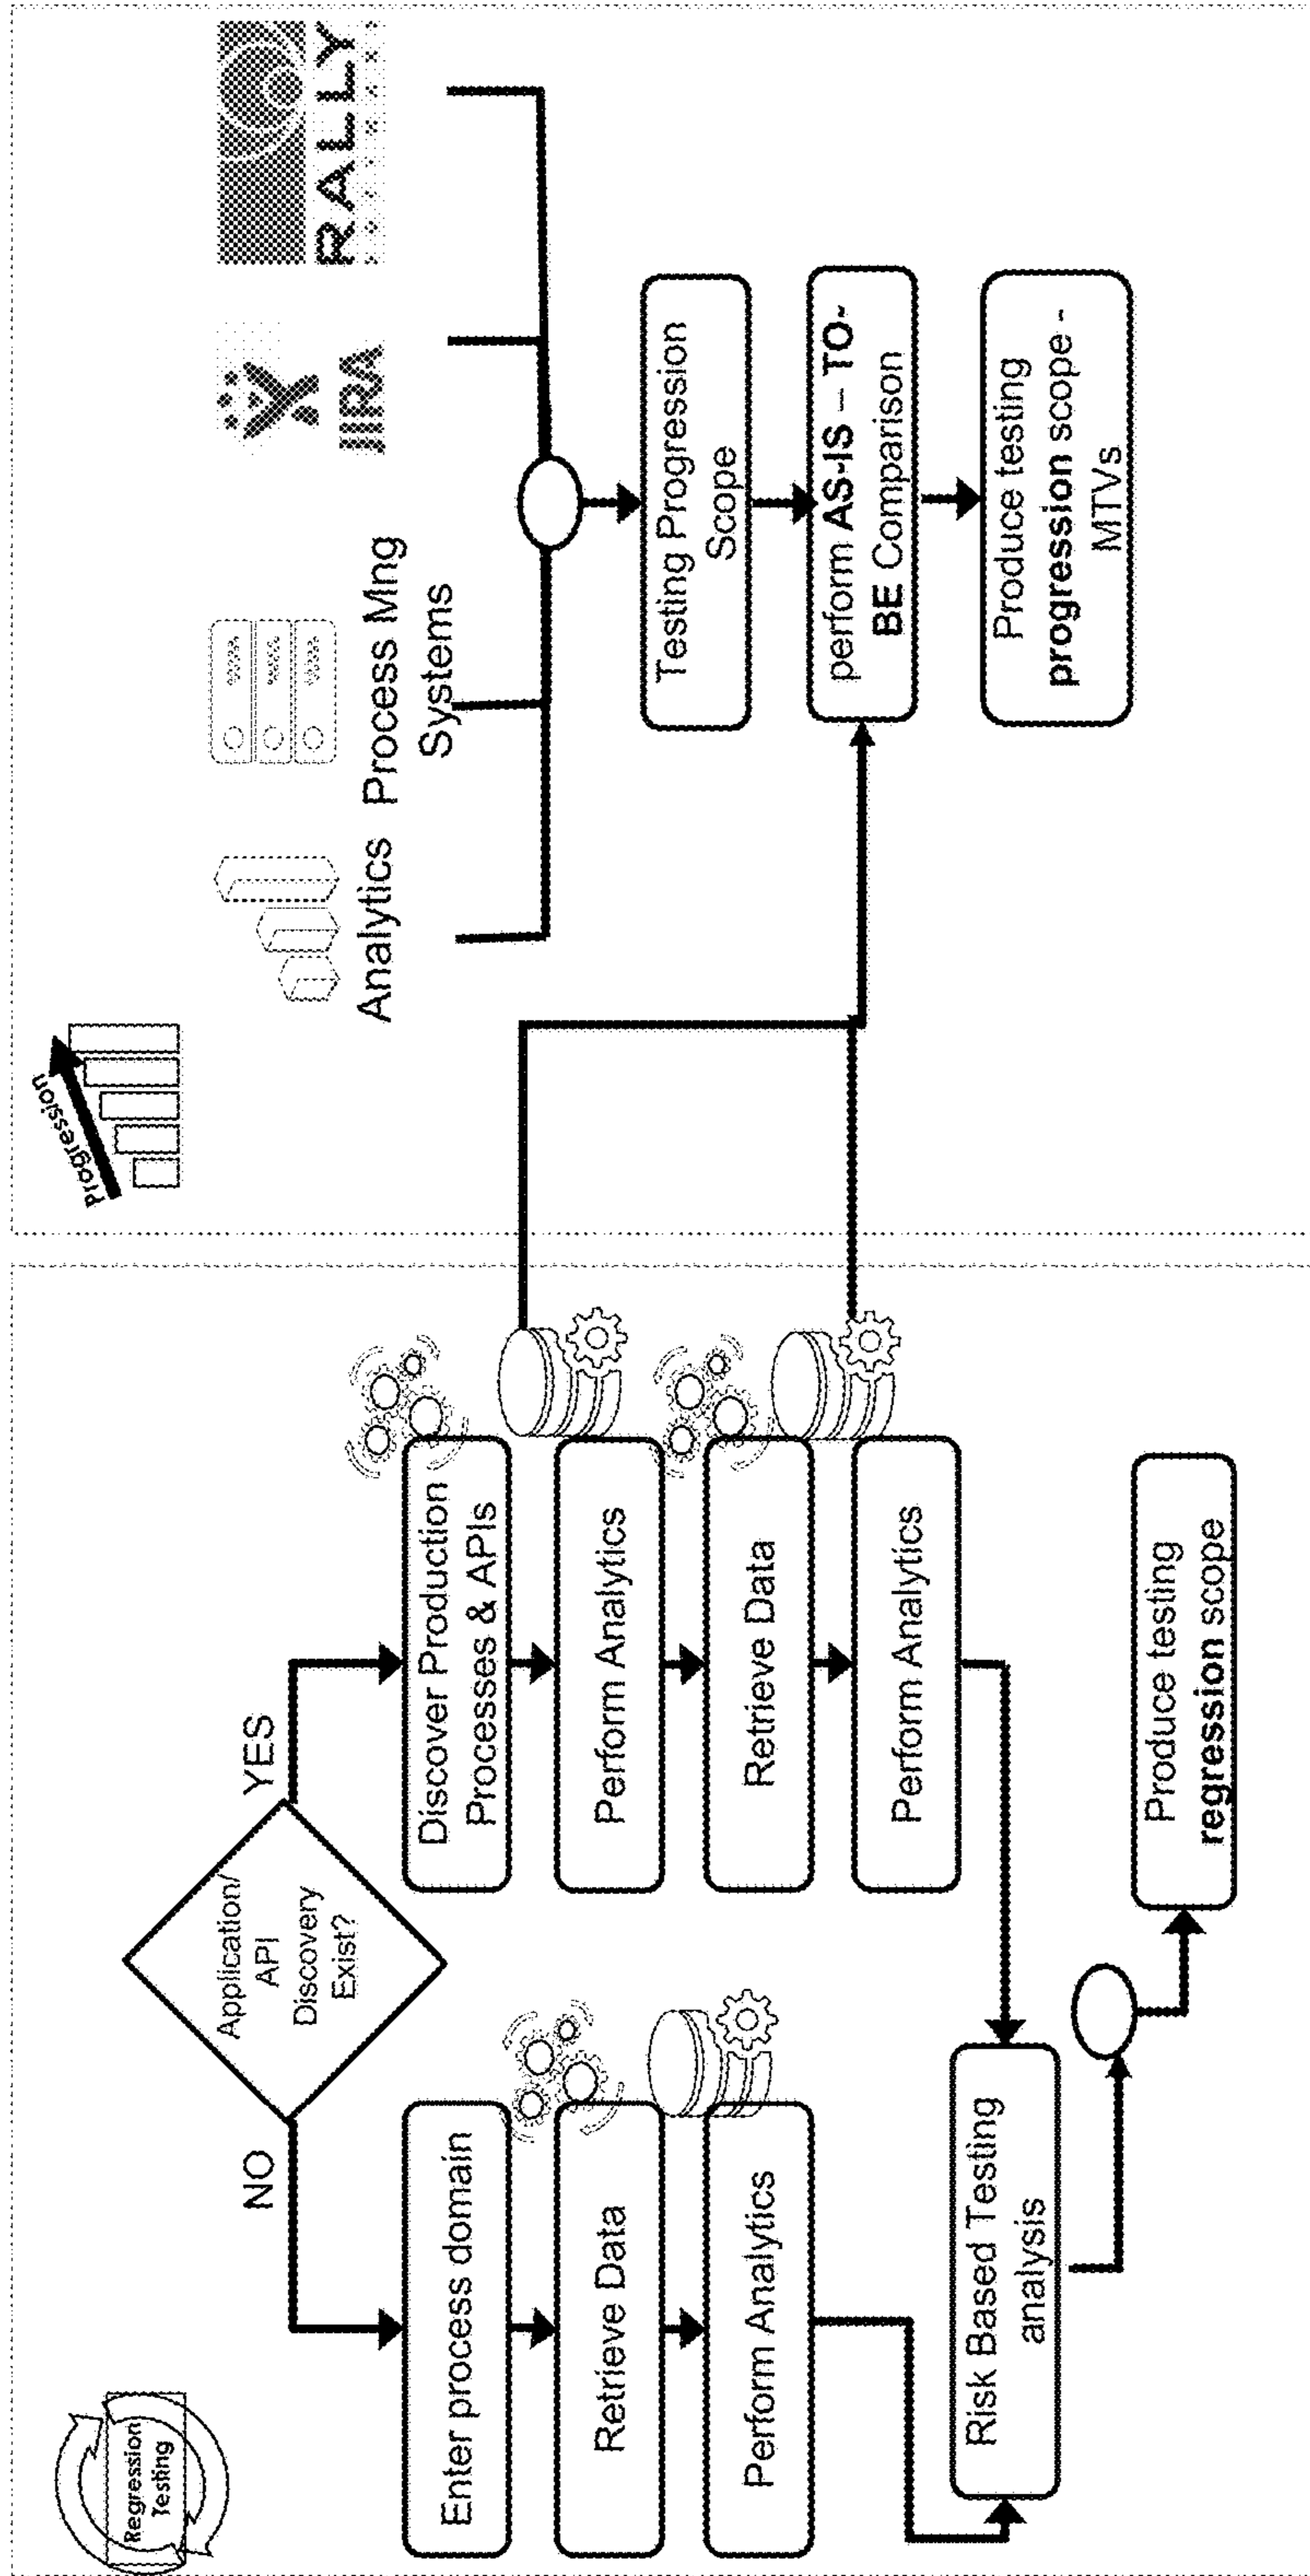 Regression
Testing
Application/
API
Discovery
Exist?
NO
YES
Enter process domain
Retrieve Data
Perform Analytics
Discover Production
Processes & APIs
Perform Analytics
Retrieve Data
Perform Analytics
Risk Based Testing
analysis
Produce testing
regression scope
Progression
Analytics
Process Mng
Systems
JIRA
RALLY
Testing Progression
Scope
perform AS-IS – TO-
BE Comparison
Produce testing
progression scope -
MTVs